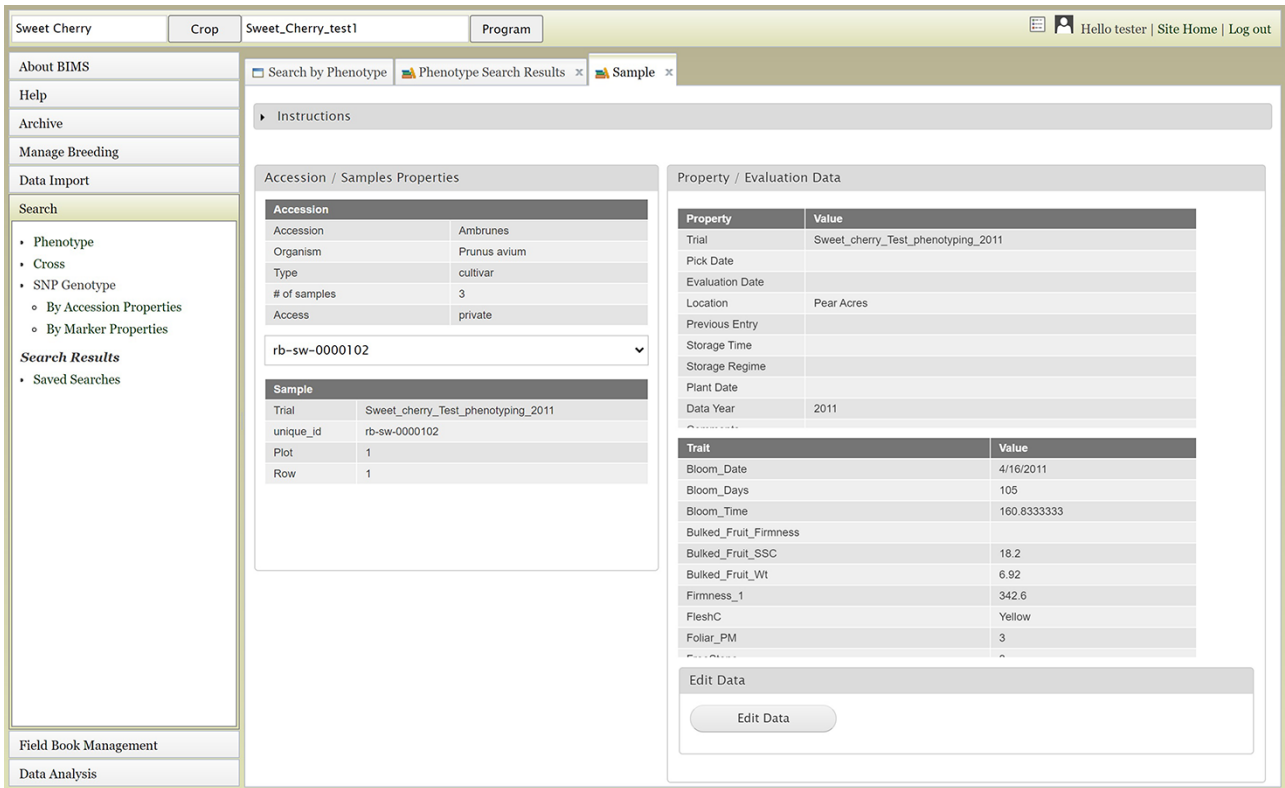 Sweet Cherry Crop Sweet_Cherry_test1 Program Hello tester | Site Home | Log out
About BIMS
Help
Archive
Manage Breeding
Data Import
Search
Phenotype
Cross
SNP Genotype
By Accession Properties
By Marker Properties
Search Results
Saved Searches
Field Book Management
Data Analysis
Search by Phenotype Phenotype Search Results x Sample x
Instructions
Accession / Samples Properties
Accession
Accession Ambrunes
Organism Prunus avium
Type cultivar
# of samples 3
Access private
rb-sw-0000102
Sample
Trial Sweet_cherry_Test_phenotyping_2011
unique_id rb-sw-0000102
Plot 1
Row 1
Property / Evaluation Data
Property Value
Trial Sweet_cherry_Test_phenotyping_2011
Pick Date
Evaluation Date
Location Pear Acres
Previous Entry
Storage Time
Storage Regime
Plant Date
Data Year 2011
Trait Value
Bloom_Date 4/16/2011
Bloom_Days 105
Bloom_Time 160.8333333
Bulked_Fruit_Firmness
Bulked_Fruit_SSC 18.2
Bulked_Fruit_Wt 6.92
Firmness_1 342.6
FleshC Yellow
Foliar_PM 3
Edit Data
Edit Data